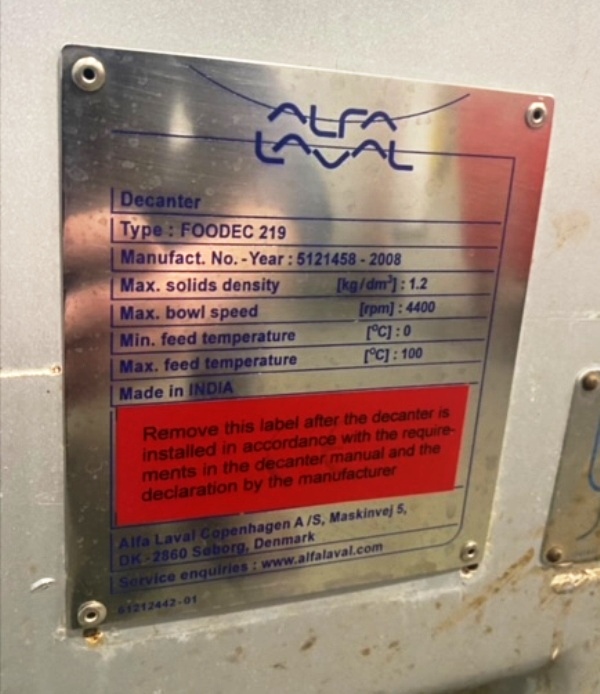 ALFA
LAVAL
Decanter
Type : FOODEC 219
Manufact. No. - Year : 5121458 - 2008
Max. solids density [kg/dm³] : 1.2
Max. bowl speed [rpm] : 4400
Min. feed temperature [°C] : 0
Max. feed temperature [°C] : 100
Made in INDIA
Remove this label after the decanter is
installed in accordance with the require-
ments in the decanter manual and the
declaration by the manufacturer
Alfa Laval Copenhagen A/S, Maskinvej 5,
DK - 2860 Søborg, Denmark
Service enquiries : www.alfalaval.com
61212442-01